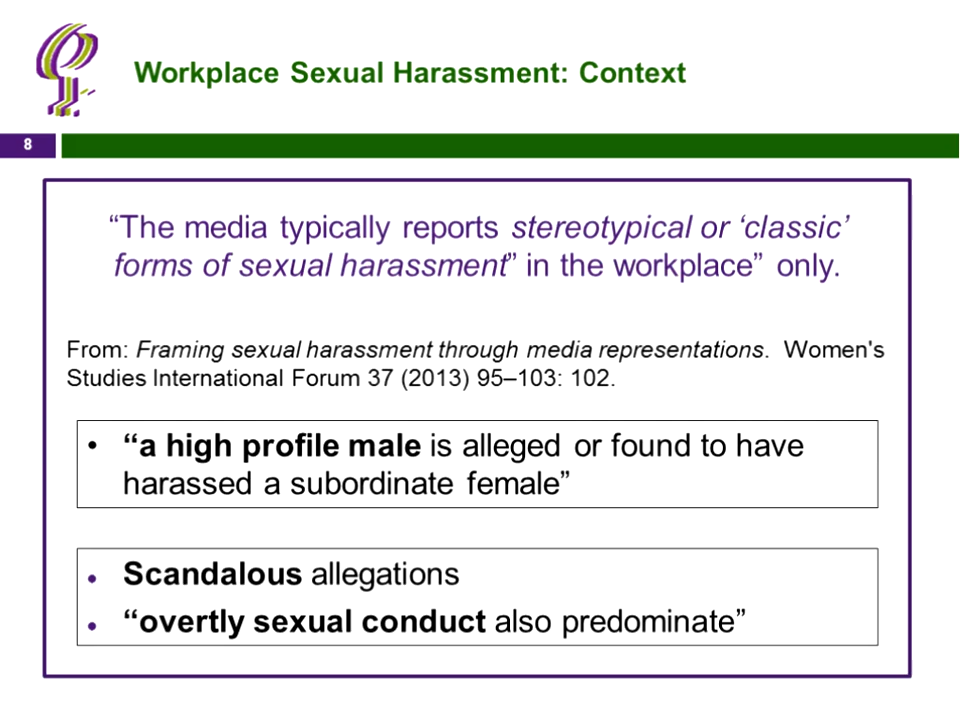 Workplace Sexual Harassment: Context
8
“The media typically reports stereotypical or ‘classic’
forms of sexual harassment” in the workplace” only.
From: Framing sexual harassment through media representations.  Women's
Studies International Forum 37 (2013) 95–103: 102.
• “a high profile male is alleged or found to have
harassed a subordinate female”
• Scandalous allegations
• “overtly sexual conduct also predominate”